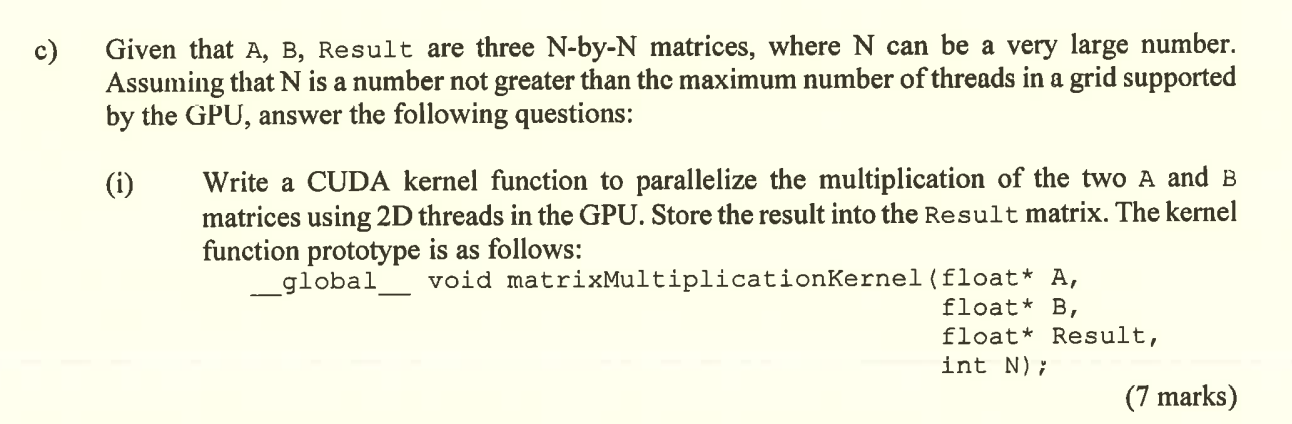 c) Given that A, B, Result are three N-by-N matrices, where N can be a very large number.
Assuming that N is a number not greater than the maximum number of threads in a grid supported
by the GPU, answer the following questions:
(i) Write a CUDA kernel function to parallelize the multiplication of the two A and B
matrices using 2D threads in the GPU. Store the result into the Result matrix. The kernel
function prototype is as follows:
__global__ void matrixMultiplicationKernel(float* A,
float* B,
float* Result,
int N);
(7 marks)